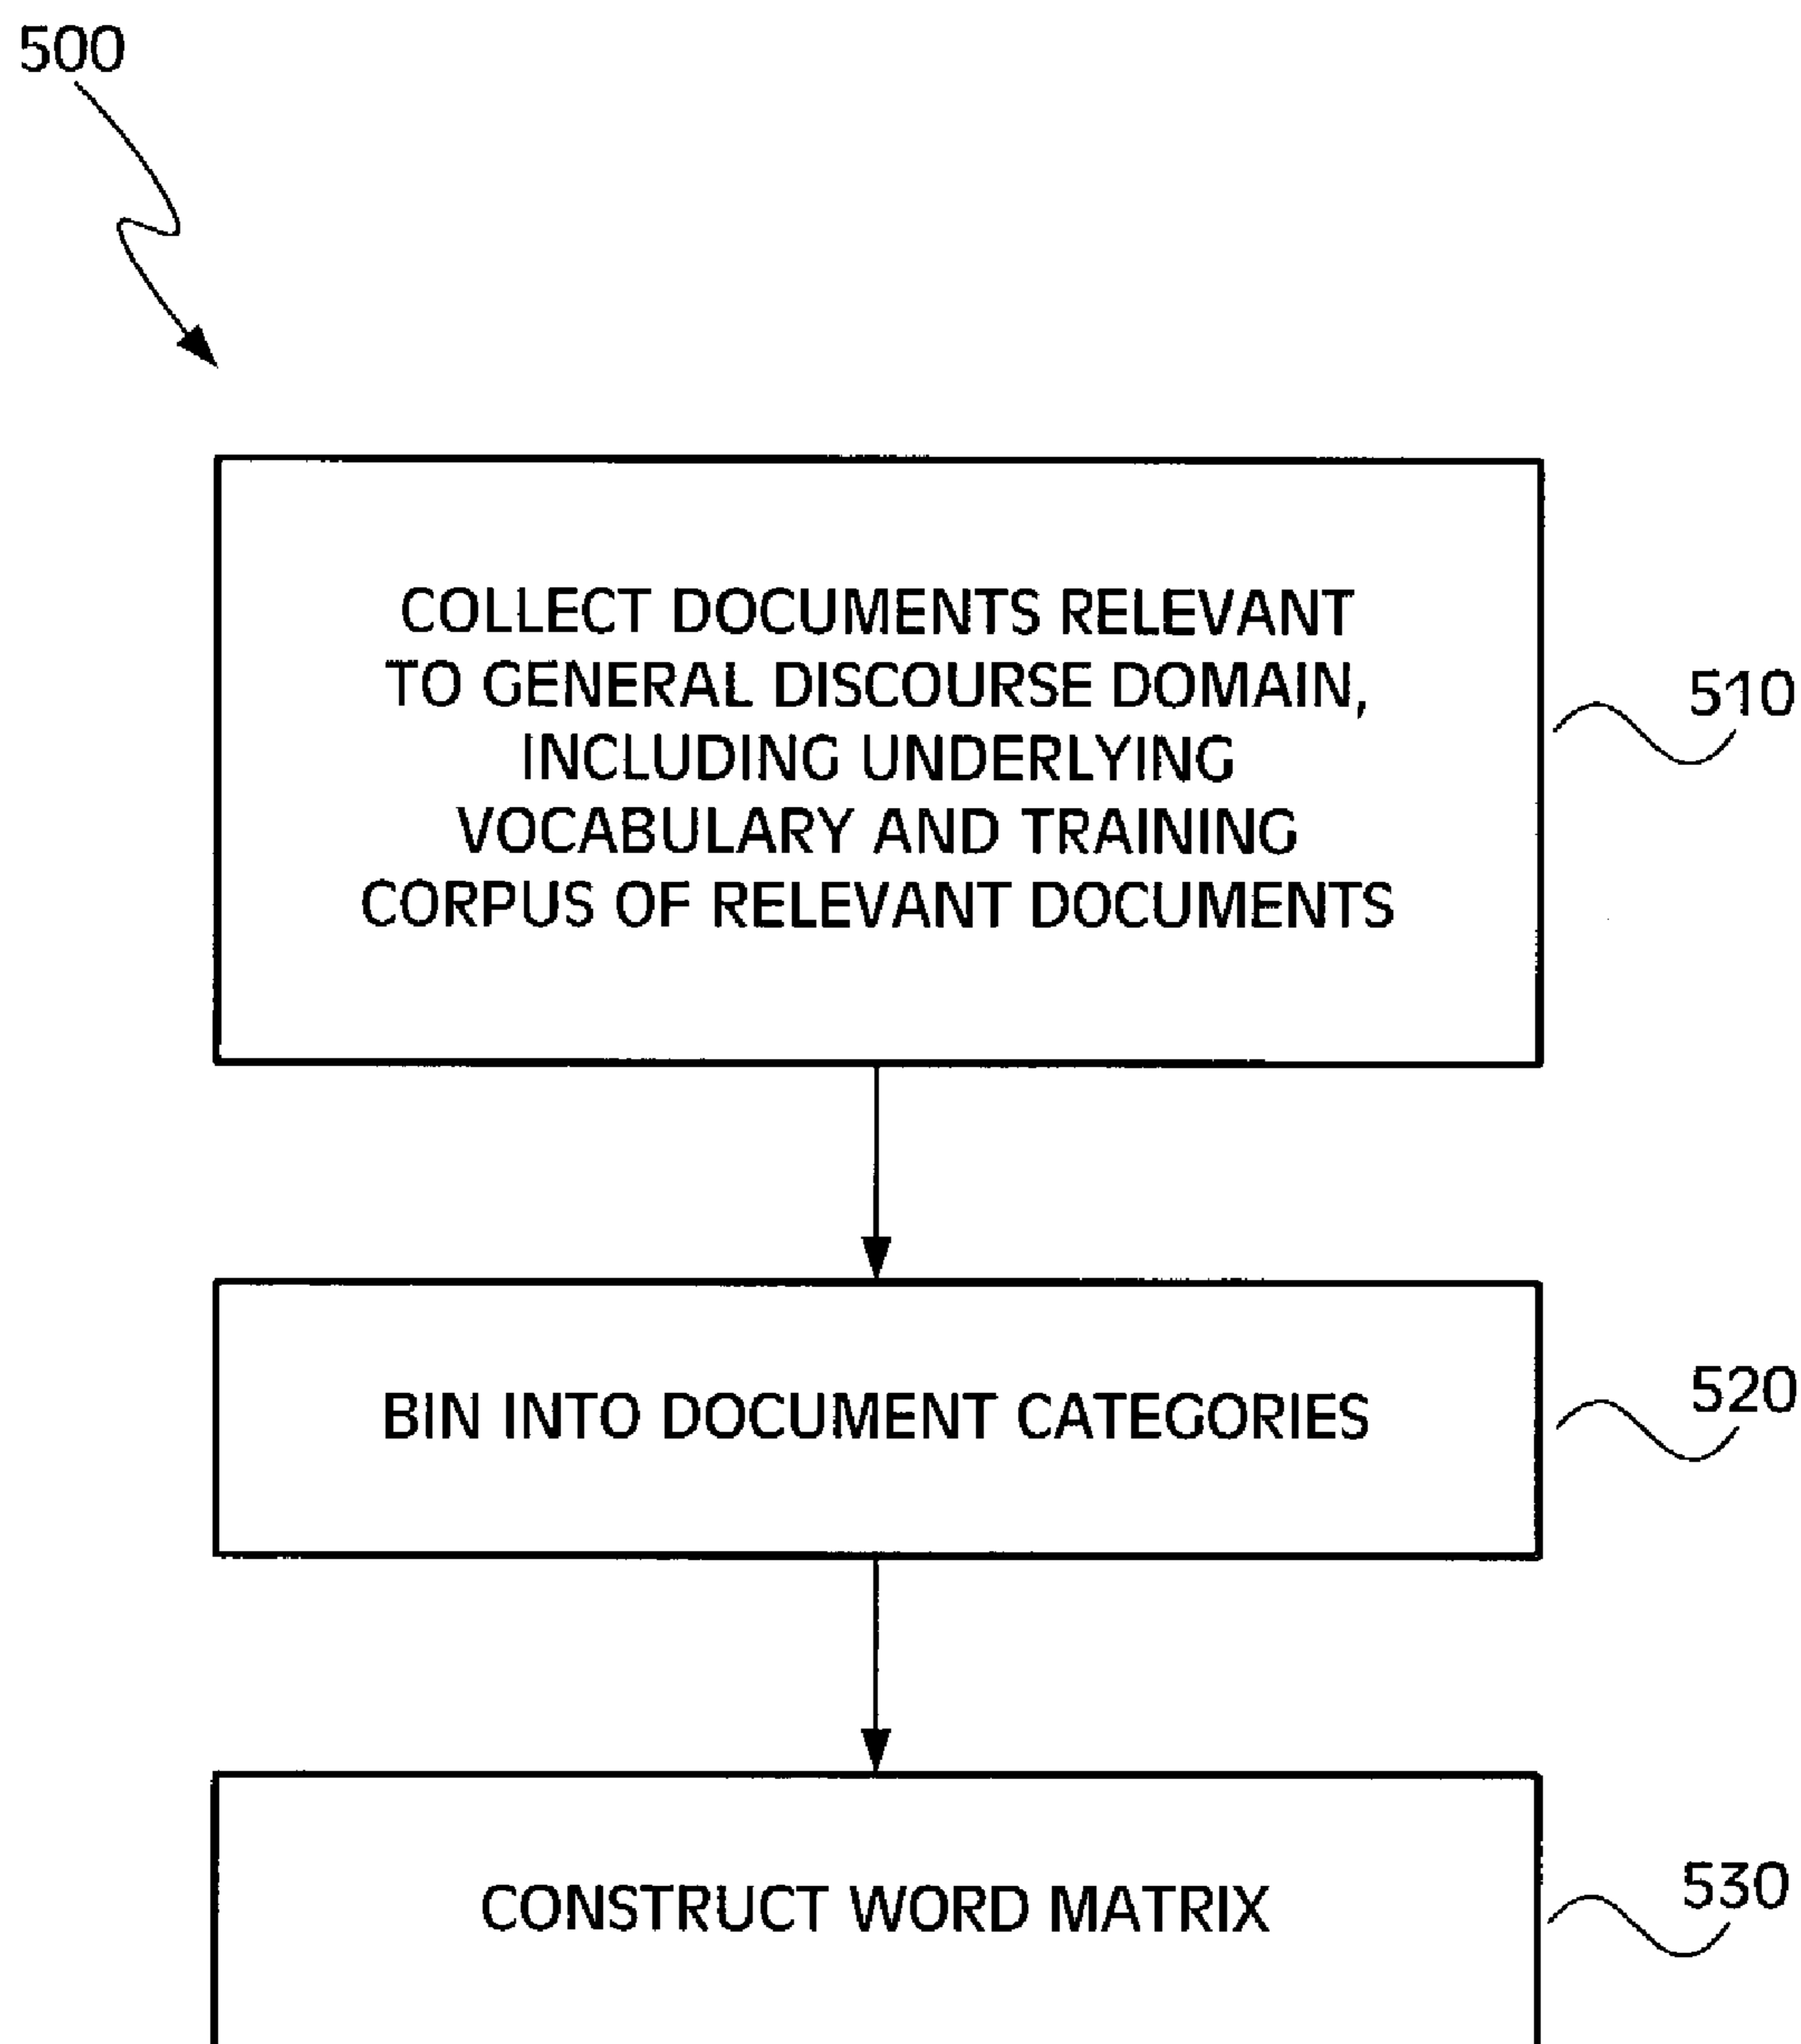 500
COLLECT DOCUMENTS RELEVANT
TO GENERAL DISCOURSE DOMAIN,
INCLUDING UNDERLYING
VOCABULARY AND TRAINING
CORPUS OF RELEVANT DOCUMENTS
510
BIN INTO DOCUMENT CATEGORIES
520
CONSTRUCT WORD MATRIX
530